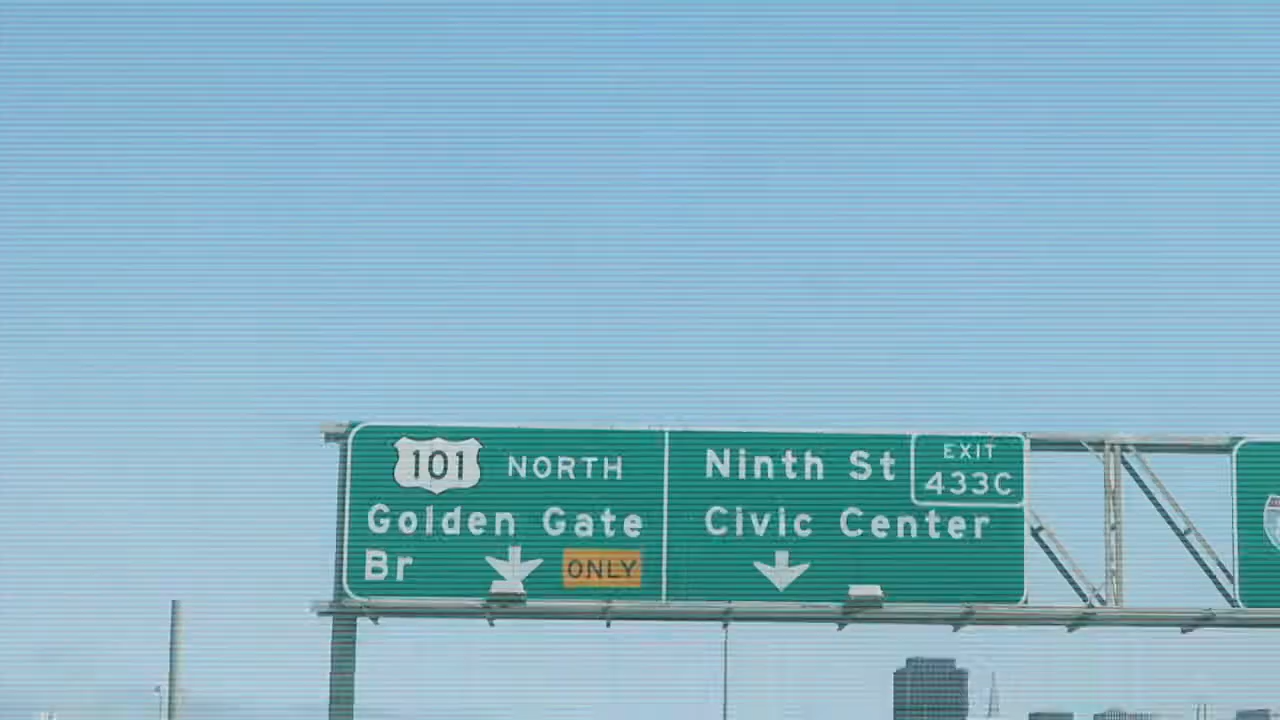 101 NORTH
Golden Gate
Br
ONLY
Ninth St
Civic Center
EXIT
433C